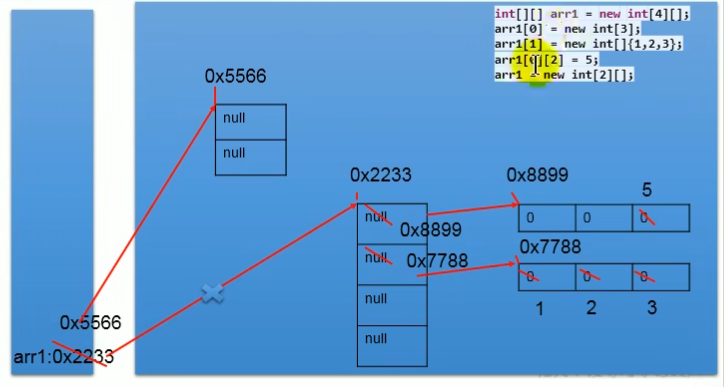 int[][] arr1 = new int[4][];
arr1[0] = new int[3];
arr1[1] = new int[]{1,2,3};
arr1[0][2] = 5;
arr1 = new int[2][];
0x5566
null
null
0x2233
null
0x8899
null
0x7788
null
null
0x8899
5
0 0 0
0x7788
0 0 0
1 2 3
0x5566
arr1:0x2233